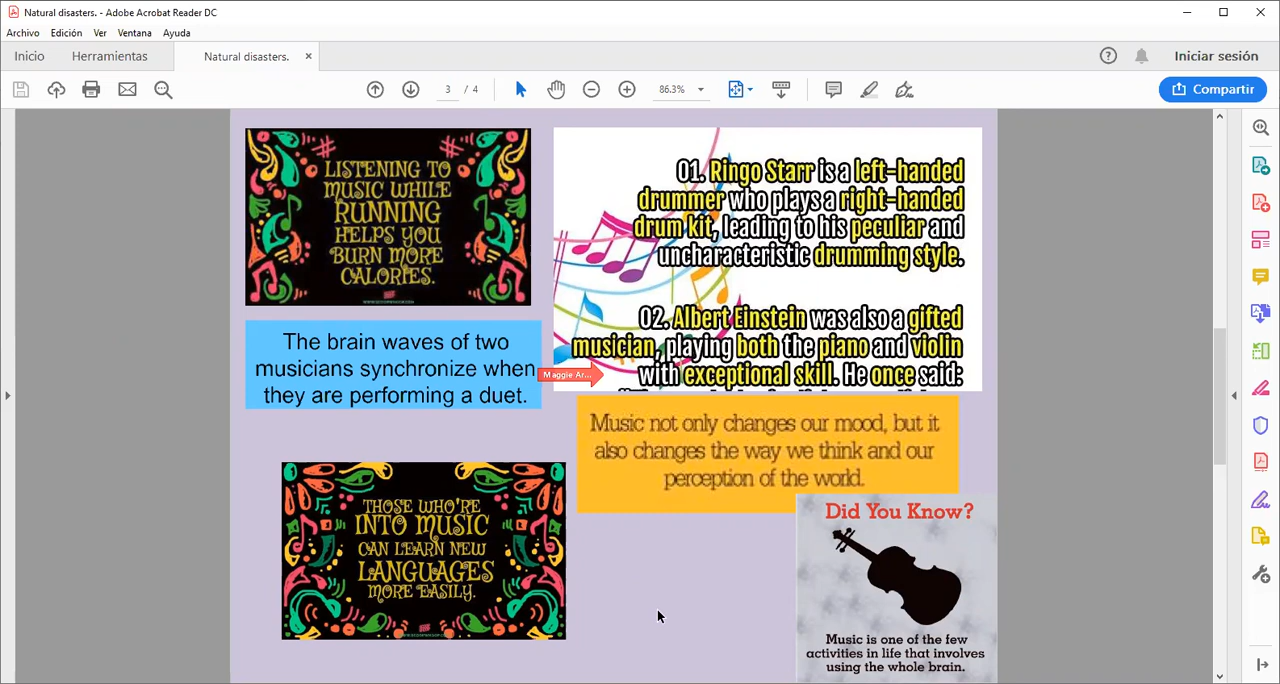 Natural disasters. - Adobe Acrobat Reader DC
Archivo Edición Ver Ventana Ayuda
Inicio Herramientas Natural disasters. Iniciar sesión
3 / 4 86.3% Compartir
LISTENING TO
MUSIC WHILE
RUNNING
HELPS YOU
BURN MORE
CALORIES.
01. Ringo Starr is a left-handed
drummer who plays a right-handed
drum kit, leading to his peculiar and
uncharacteristic drumming style.
02. Albert Einstein was also a gifted
musician, playing both the piano and violin
with exceptional skill. He once said:
The brain waves of two
musicians synchronize when
they are performing a duet.
Maggie Ar...
Music not only changes our mood, but it
also changes the way we think and our
perception of the world.
THOSE WHO'RE
INTO MUSIC
CAN LEARN NEW
LANGUAGES
MORE EASILY.
Did You Know?
Music is one of the few
activities in life that involves
using the whole brain.